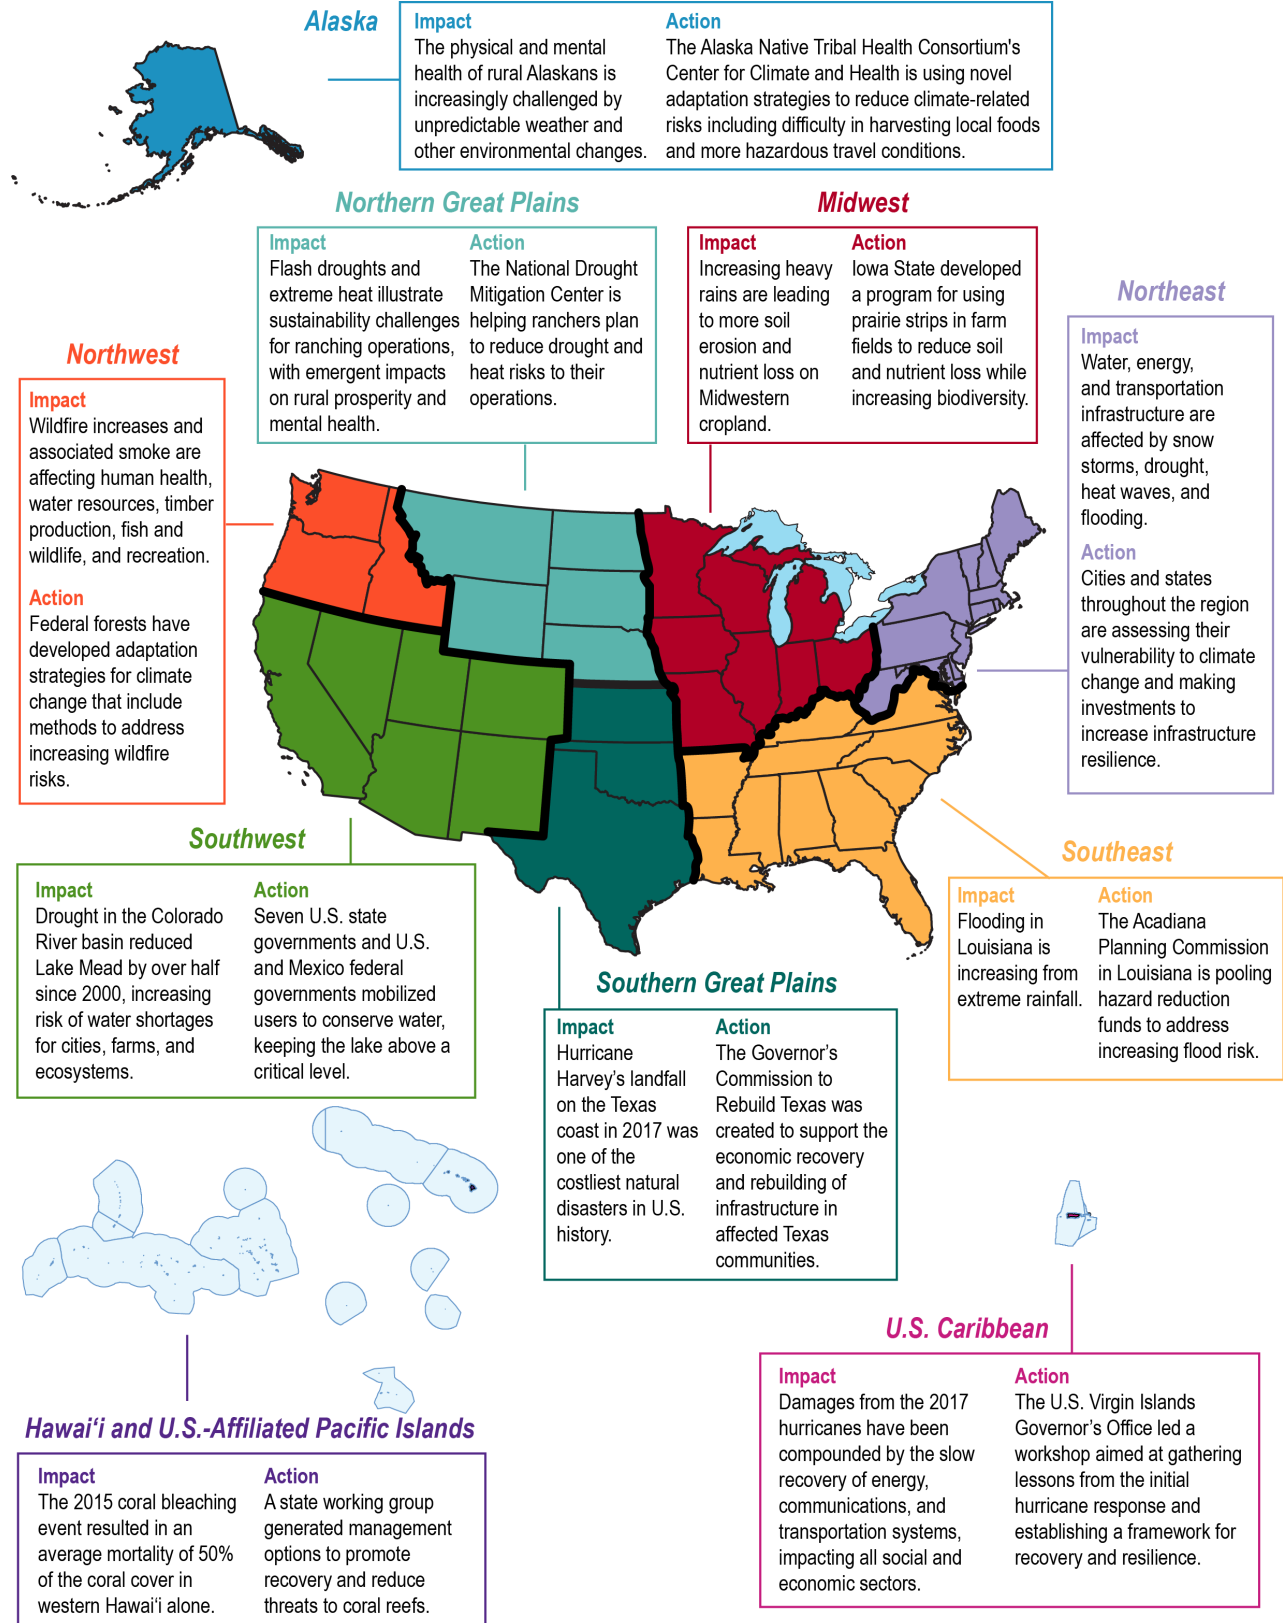 Alaska
Impact
The physical and mental
health of rural Alaskans is
increasingly challenged by
unpredictable weather and
other environmental changes.
Action
The Alaska Native Tribal Health Consortium's
Center for Climate and Health is using novel
adaptation strategies to reduce climate-related
risks including difficulty in harvesting local foods
and more hazardous travel conditions.
Northern Great Plains
Impact
Flash droughts and
extreme heat illustrate
sustainability challenges
for ranching operations,
with emergent impacts
on rural prosperity and
mental health.
Action
The National Drought
Mitigation Center is
helping ranchers plan
to reduce drought and
heat risks to their
operations.
Midwest
Impact
Increasing heavy
rains are leading
to more soil
erosion and
nutrient loss on
Midwestern
cropland.
Action
Iowa State developed
a program for using
prairie strips in farm
fields to reduce soil
and nutrient loss while
increasing biodiversity.
Northeast
Impact
Water, energy,
and transportation
infrastructure are
affected by snow
storms, drought,
heat waves, and
flooding.
Action
Cities and states
throughout the region
are assessing their
vulnerability to climate
change and making
investments to
increase infrastructure
resilience.
Northwest
Impact
Wildfire increases and
associated smoke are
affecting human health,
water resources, timber
production, fish and
wildlife, and recreation.
Action
Federal forests have
developed adaptation
strategies for climate
change that include
methods to address
increasing wildfire
risks.
Southwest
Impact
Drought in the Colorado
River basin reduced
Lake Mead by over half
since 2000, increasing
risk of water shortages
for cities, farms, and
ecosystems.
Action
Seven U.S. state
governments and U.S.
and Mexico federal
governments mobilized
users to conserve water,
keeping the lake above a
critical level.
Southeast
Impact
Flooding in
Louisiana is
increasing from
extreme rainfall.
Action
The Acadiana
Planning Commission
in Louisiana is pooling
hazard reduction
funds to address
increasing flood risk.
Southern Great Plains
Impact
Hurricane
Harvey’s landfall
on the Texas
coast in 2017 was
one of the
costliest natural
disasters in U.S.
history.
Action
The Governor’s
Commission to
Rebuild Texas was
created to support the
economic recovery
and rebuilding of
infrastructure in
affected Texas
communities.
U.S. Caribbean
Impact
Damages from the 2017
hurricanes have been
compounded by the slow
recovery of energy,
communications, and
transportation systems,
impacting all social and
economic sectors.
Action
The U.S. Virgin Islands
Governor’s Office led a
workshop aimed at gathering
lessons from the initial
hurricane response and
establishing a framework for
recovery and resilience.
Hawai‘i and U.S.-Affiliated Pacific Islands
Impact
The 2015 coral bleaching
event resulted in an
average mortality of 50%
of the coral cover in
western Hawai‘i alone.
Action
A state working group
generated management
options to promote
recovery and reduce
threats to coral reefs.